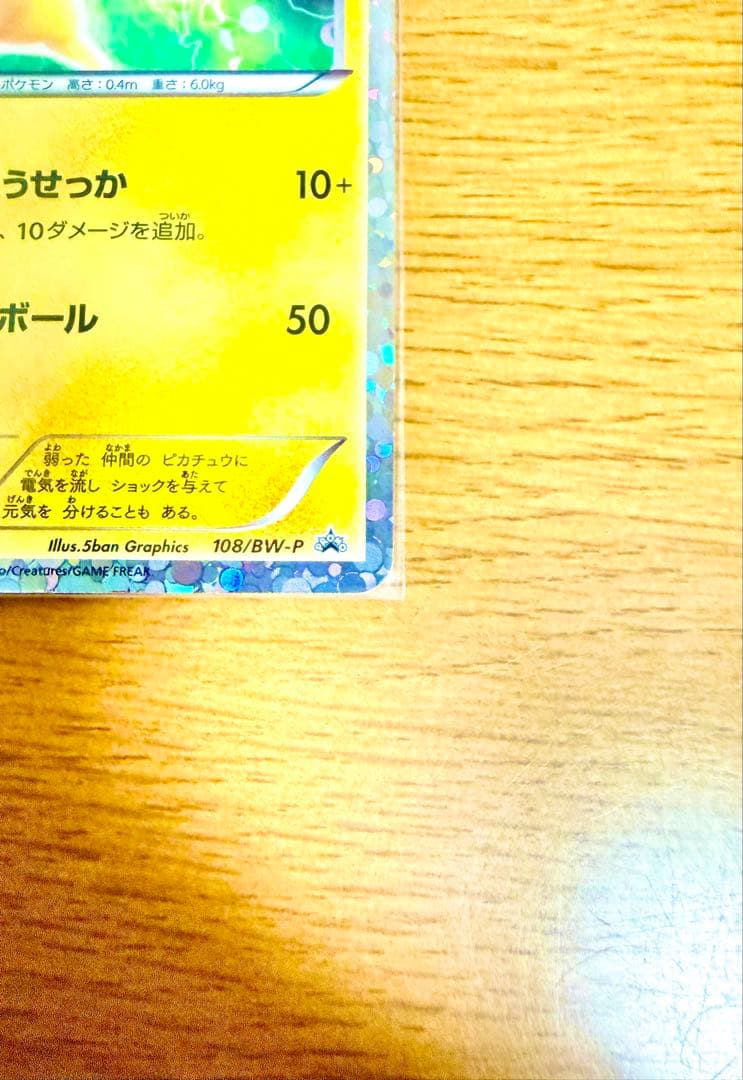 ポケモン 高さ：0.4m 重さ：6.0kg
うせっか 10+
、10ダメージを追加。
ボール 50
弱った 仲間の ピカチュウに
電気を流し ショックを与えて
元気を 分けることも ある。
Illus.5ban Graphics 108/BW-P
o/Creatures/GAME FREAK